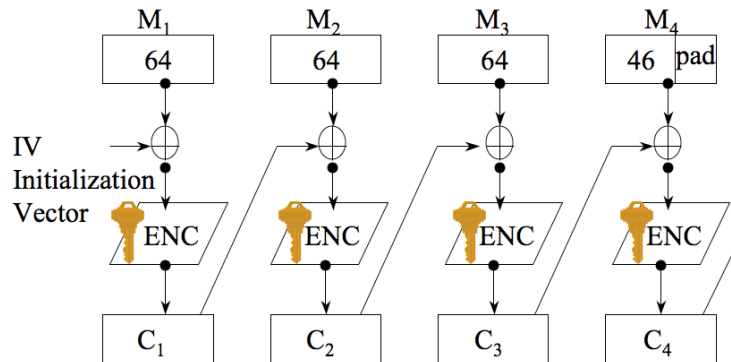 M₁ M₂ M₃ M₄
64 64 64 46 pad
IV
Initialization
Vector
ENC ENC ENC ENC
C₁ C₂ C₃ C₄